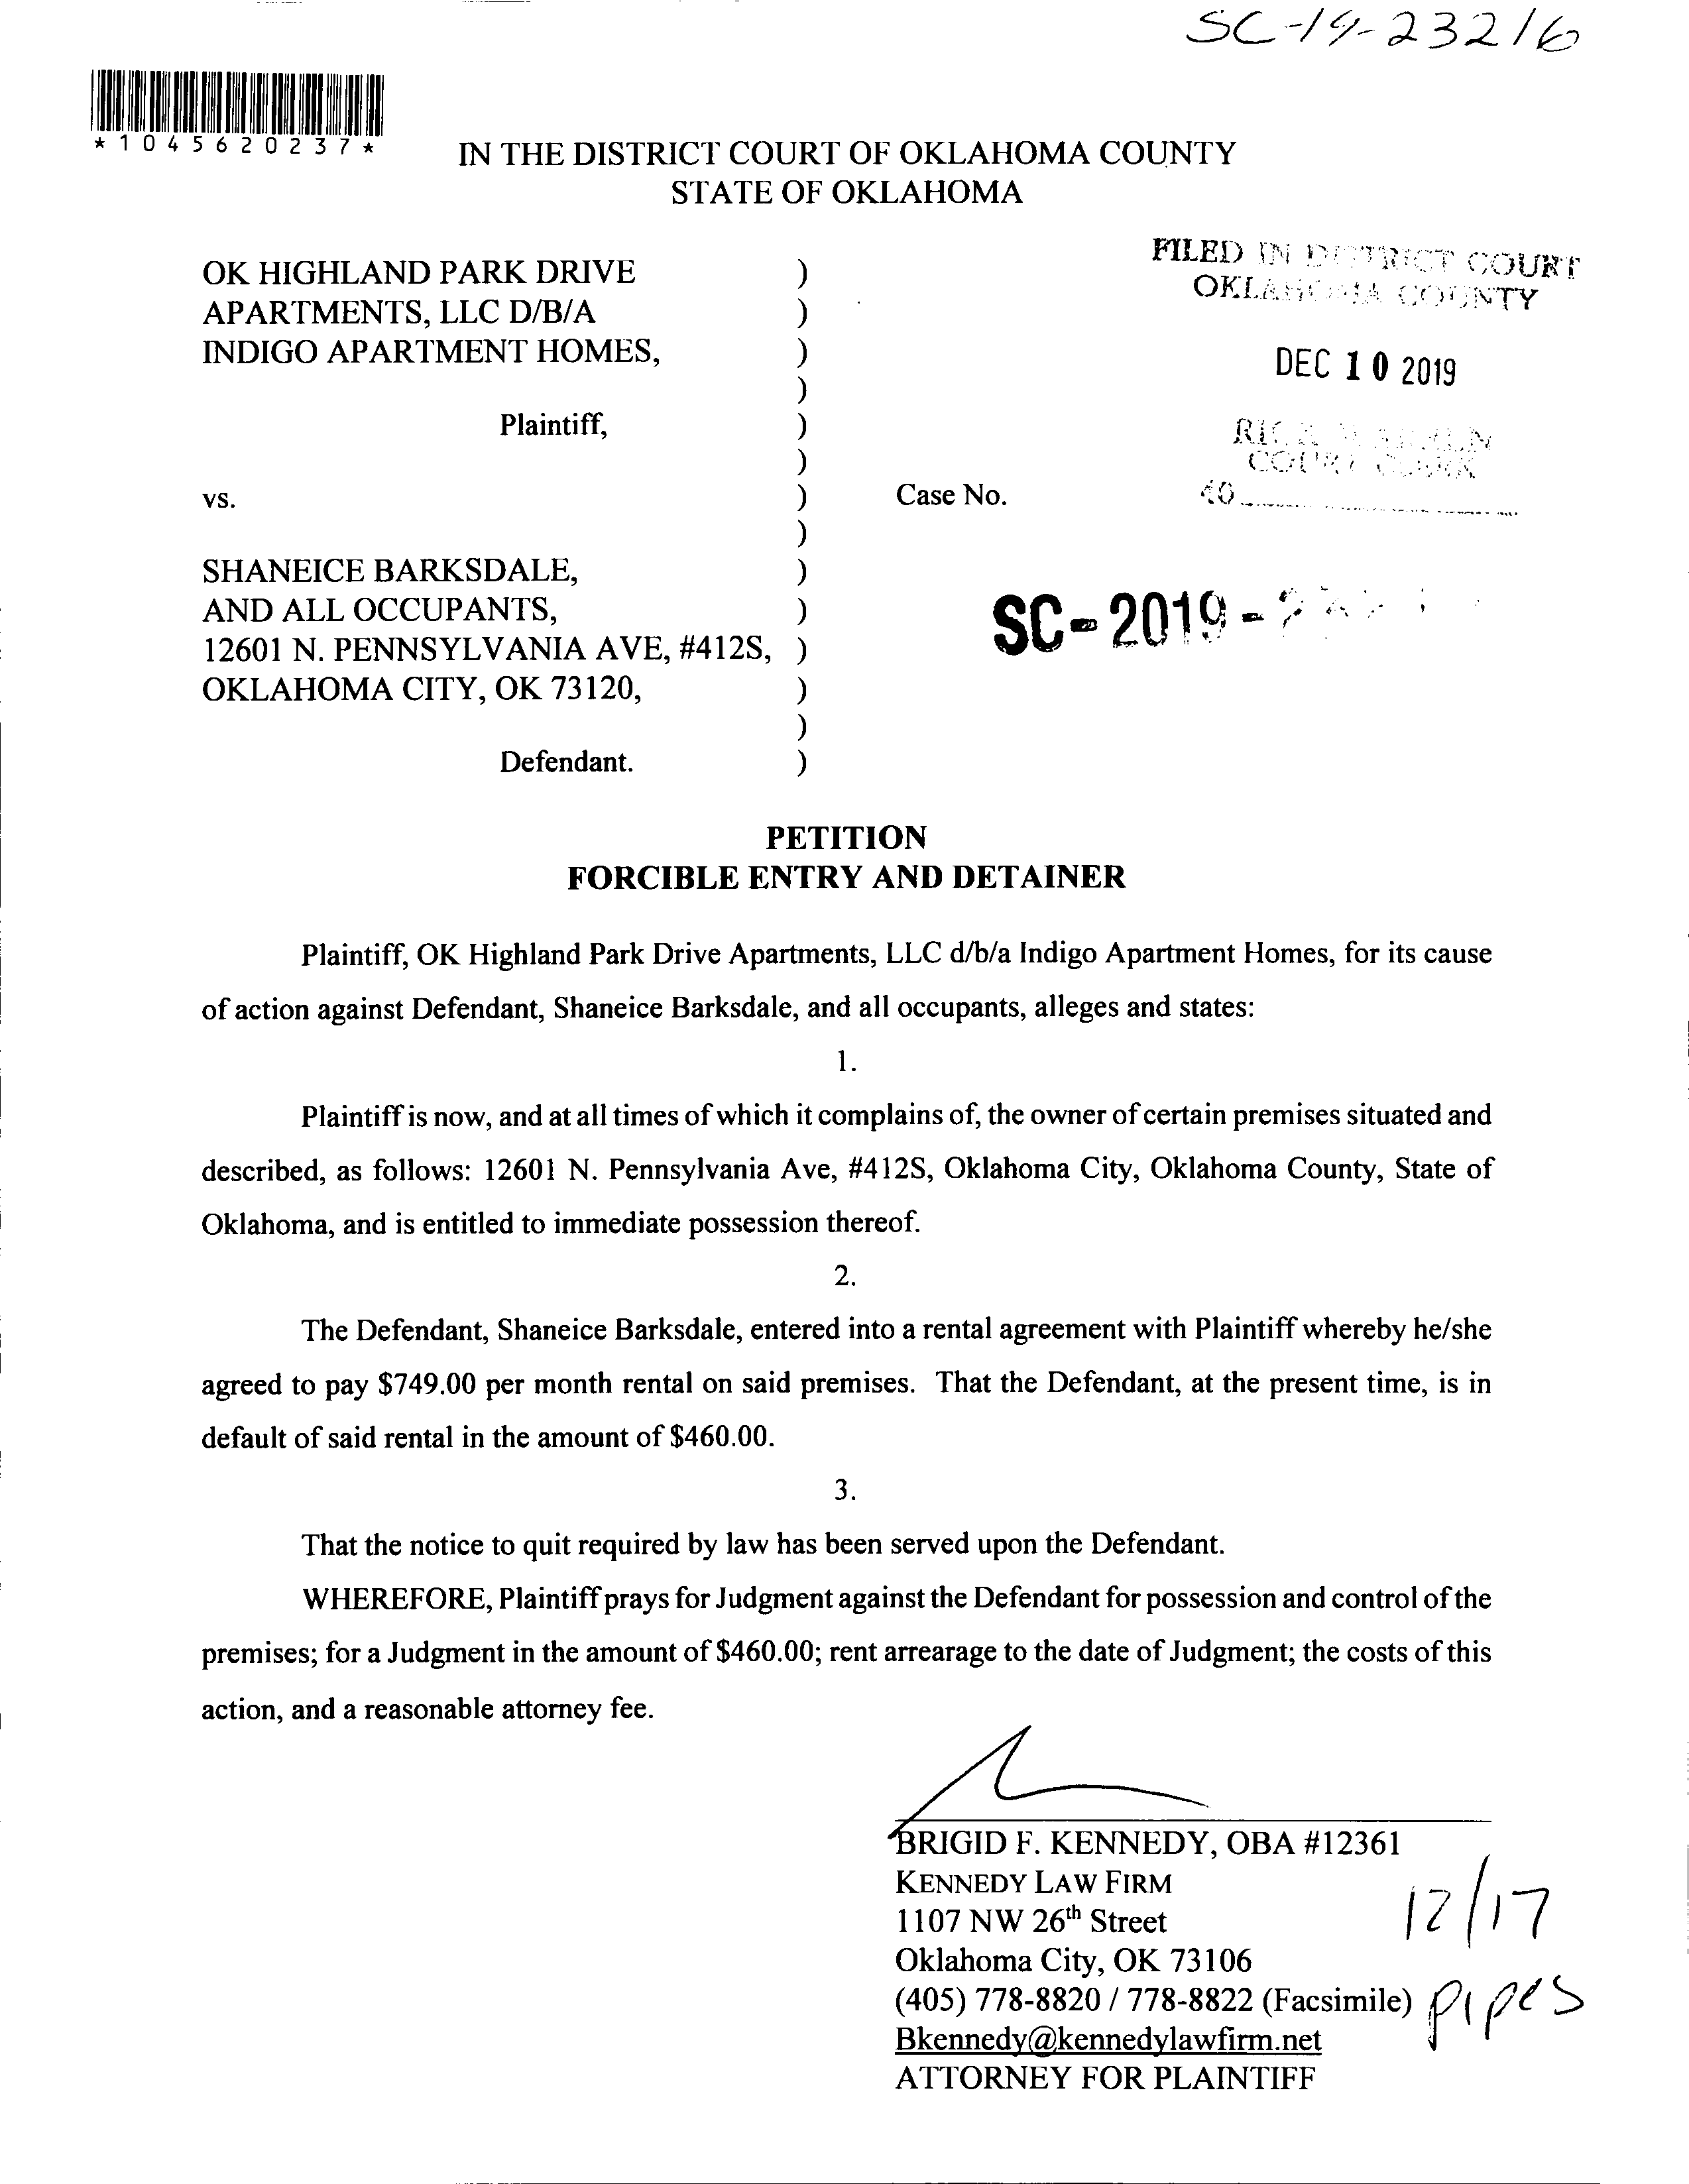 SC-19-23216
*1045620237*
IN THE DISTRICT COURT OF OKLAHOMA COUNTY
STATE OF OKLAHOMA
FILED IN DISTRICT COURT
OKLAHOMA COUNTY
DEC 10 2019
RICK WARREN
COURT CLERK
40
OK HIGHLAND PARK DRIVE )
APARTMENTS, LLC D/B/A )
INDIGO APARTMENT HOMES, )
)
Plaintiff, )
)
vs. ) Case No.
)
SHANEICE BARKSDALE, )
AND ALL OCCUPANTS, ) SC-2019-
12601 N. PENNSYLVANIA AVE, #412S, )
OKLAHOMA CITY, OK 73120, )
)
Defendant. )
PETITION
FORCIBLE ENTRY AND DETAINER
Plaintiff, OK Highland Park Drive Apartments, LLC d/b/a Indigo Apartment Homes, for its cause
of action against Defendant, Shaneice Barksdale, and all occupants, alleges and states:
1.
Plaintiff is now, and at all times of which it complains of, the owner of certain premises situated and
described, as follows: 12601 N. Pennsylvania Ave, #412S, Oklahoma City, Oklahoma County, State of
Oklahoma, and is entitled to immediate possession thereof.
2.
The Defendant, Shaneice Barksdale, entered into a rental agreement with Plaintiff whereby he/she
agreed to pay $749.00 per month rental on said premises. That the Defendant, at the present time, is in
default of said rental in the amount of $460.00.
3.
That the notice to quit required by law has been served upon the Defendant.
WHEREFORE, Plaintiff prays for Judgment against the Defendant for possession and control of the
premises; for a Judgment in the amount of $460.00; rent arrearage to the date of Judgment; the costs of this
action, and a reasonable attorney fee.
BRIGID F. KENNEDY, OBA #12361
KENNEDY LAW FIRM
1107 NW 26th Street
Oklahoma City, OK 73106
(405) 778-8820 / 778-8822 (Facsimile)
Bkennedy@kennedylawfirm.net
ATTORNEY FOR PLAINTIFF
12/17
pipes